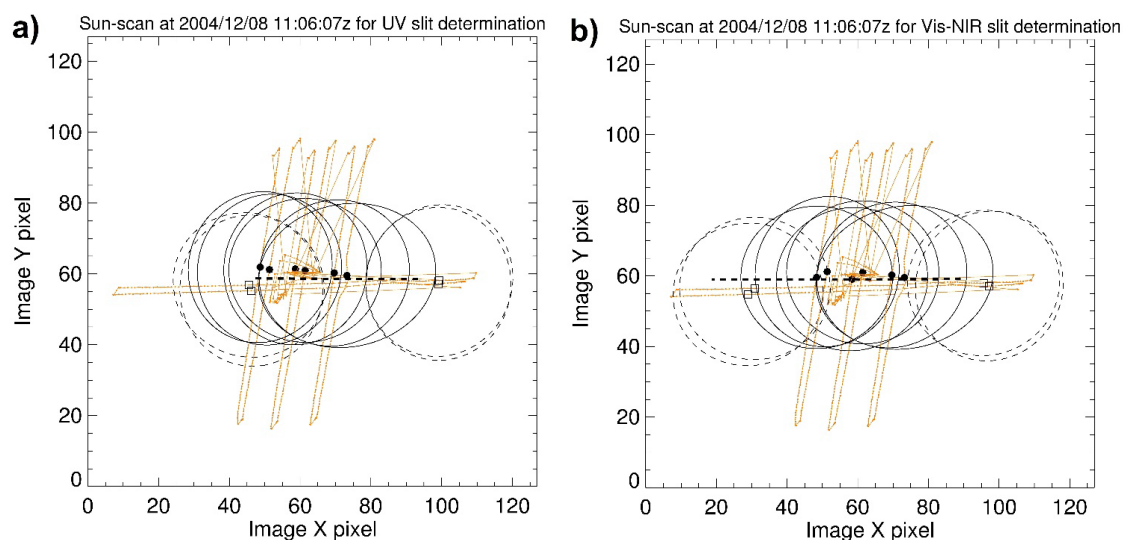 a)
Sun-scan at 2004/12/08 11:06:07z for UV slit determination
120
100
80
60
40
20
0
Image Y pixel
0 20 40 60 80 100 120
Image X pixel
b)
Sun-scan at 2004/12/08 11:06:07z for Vis-NIR slit determination
120
100
80
60
40
20
0
Image Y pixel
0 20 40 60 80 100 120
Image X pixel